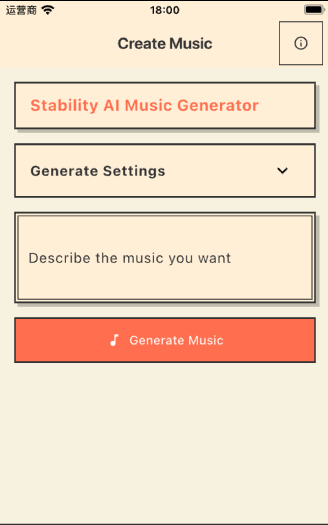 运营商 18:00
Create Music
Stability AI Music Generator
Generate Settings
Describe the music you want
Generate Music